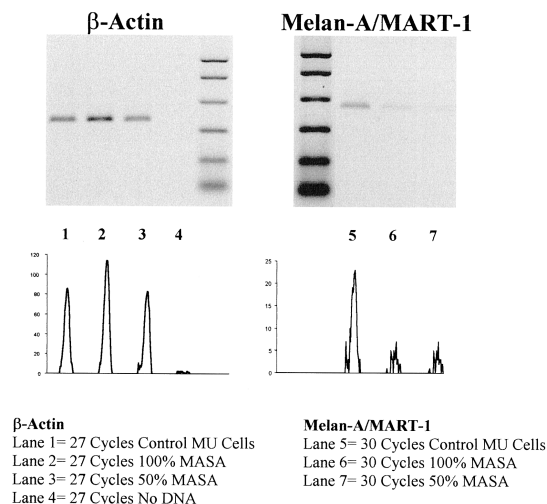 β-Actin
Melan-A/MART-1
1 2 3 4
5 6 7
120
100
80
60
40
20
0
25
20
15
10
5
0
β-Actin
Lane 1= 27 Cycles Control MU Cells
Lane 2= 27 Cycles 100% MASA
Lane 3= 27 Cycles 50% MASA
Lane 4= 27 Cycles No DNA
Melan-A/MART-1
Lane 5= 30 Cycles Control MU Cells
Lane 6= 30 Cycles 100% MASA
Lane 7= 30 Cycles 50% MASA